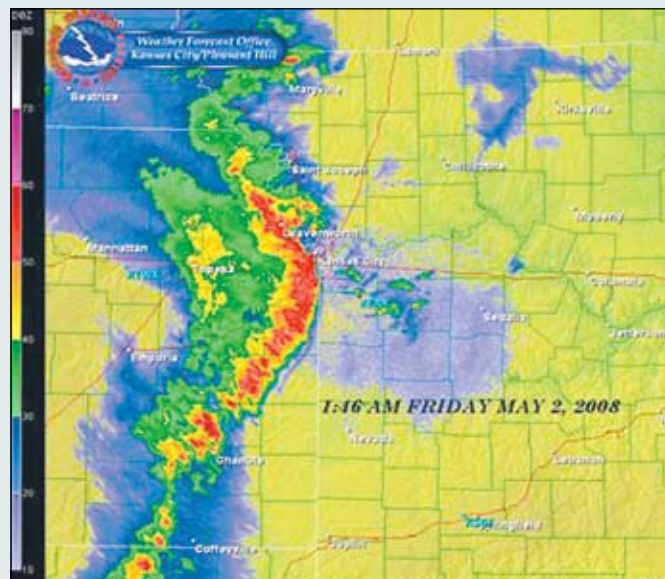 DBZ
80
70
60
50
40
30
20
10
Weather Forecast Office
Kansas City/Pleasant Hill
Lamoni
Beatrice
Maryville
Kirksville
Saint Joseph
Chillicothe
Moberly
Leavenworth
Manhattan
Kansas City
Topeka
Columbia
Sedalia
Jefferson
Emporia
1:46 AM FRIDAY MAY 2, 2008
Nevada
Chanute
Lebanon
Springfield
Coffeyville
Joplin